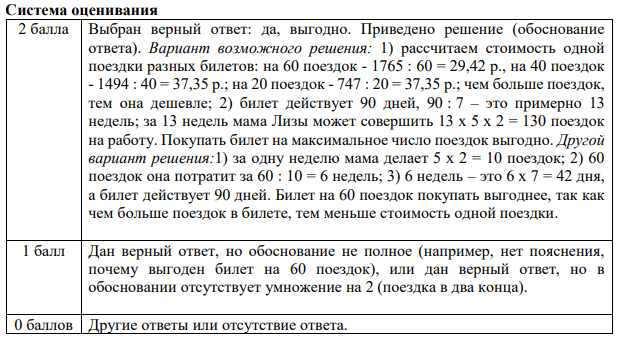 Система оценивания
2 балла
Выбран верный ответ: да, выгодно. Приведено решение (обоснование
ответа). Вариант возможного решения: 1) рассчитаем стоимость одной
поездки разных билетов: на 60 поездок - 1765 : 60 = 29,42 р., на 40 поездок
- 1494 : 40 = 37,35 р.; на 20 поездок - 747 : 20 = 37,35 р.; чем больше поездок,
тем она дешевле; 2) билет действует 90 дней, 90 : 7 – это примерно 13
недель; за 13 недель мама Лизы может совершить 13 х 5 х 2 = 130 поездок
на работу. Покупать билет на максимальное число поездок выгодно. Другой
вариант решения:1) за одну неделю мама делает 5 х 2 = 10 поездок; 2) 60
поездок она потратит за 60 : 10 = 6 недель; 3) 6 недель – это 6 х 7 = 42 дня,
а билет действует 90 дней. Билет на 60 поездок покупать выгоднее, так как
чем больше поездок в билете, тем меньше стоимость одной поездки.
1 балл
Дан верный ответ, но обоснование не полное (например, нет пояснения,
почему выгоден билет на 60 поездок), или дан верный ответ, но в
обосновании отсутствует умножение на 2 (поездка в два конца).
0 баллов
Другие ответы или отсутствие ответа.